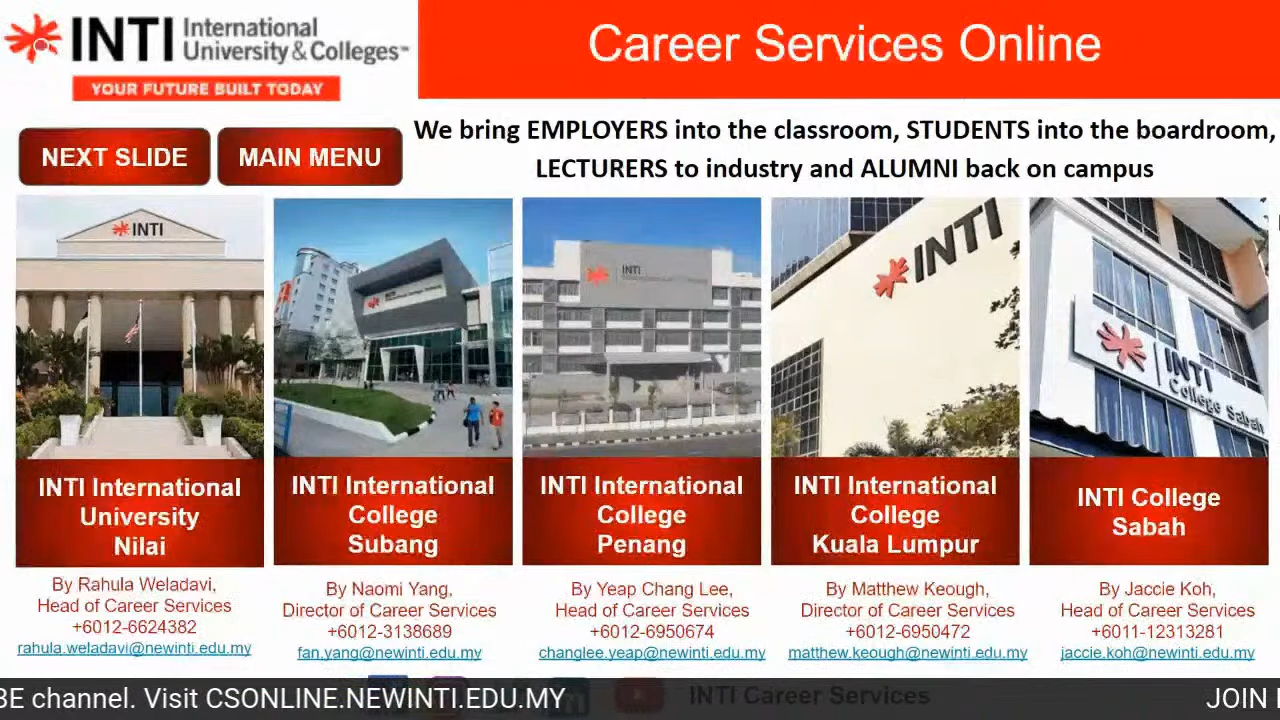 INTI International
University & Colleges™
YOUR FUTURE BUILT TODAY
Career Services Online
NEXT SLIDE
MAIN MENU
We bring EMPLOYERS into the classroom, STUDENTS into the boardroom,
LECTURERS to industry and ALUMNI back on campus
INTI
INTI
INTI
INTI
College Sabah
INTI International
University
Nilai
By Rahula Weladavi,
Head of Career Services
+6012-6624382
rahula.weladavi@newinti.edu.my
INTI International
College
Subang
By Naomi Yang,
Director of Career Services
+6012-3138689
fan.yang@newinti.edu.my
INTI International
College
Penang
By Yeap Chang Lee,
Head of Career Services
+6012-6950674
changlee.yeap@newinti.edu.my
INTI International
College
Kuala Lumpur
By Matthew Keough,
Director of Career Services
+6012-6950472
matthew.keough@newinti.edu.my
INTI College
Sabah
By Jaccie Koh,
Head of Career Services
+6011-12313281
jaccie.koh@newinti.edu.my
INTI Career Services
BE channel. Visit CSONLINE.NEWINTI.EDU.MY
JOIN